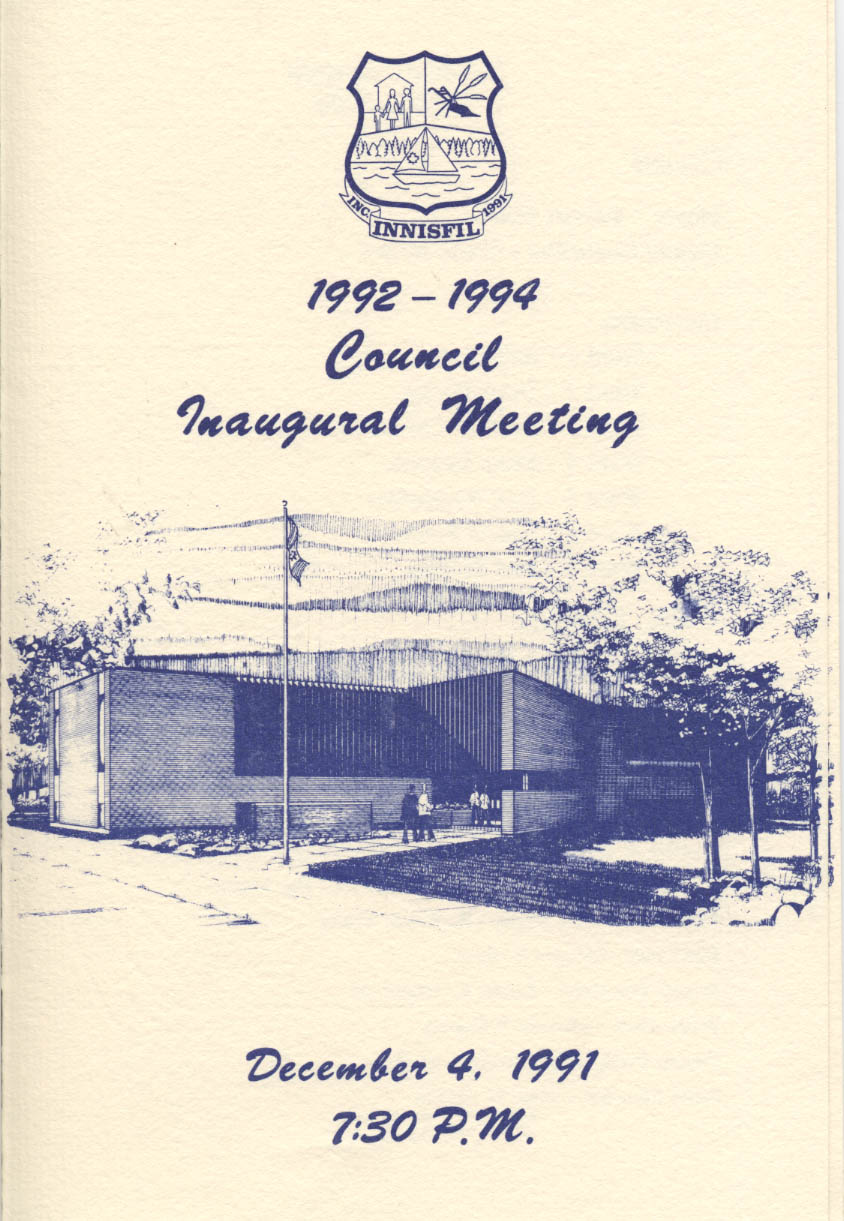 INC. INNISFIL 1991
1992 – 1994
Council
Inaugural Meeting
December 4, 1991
7:30 P.M.